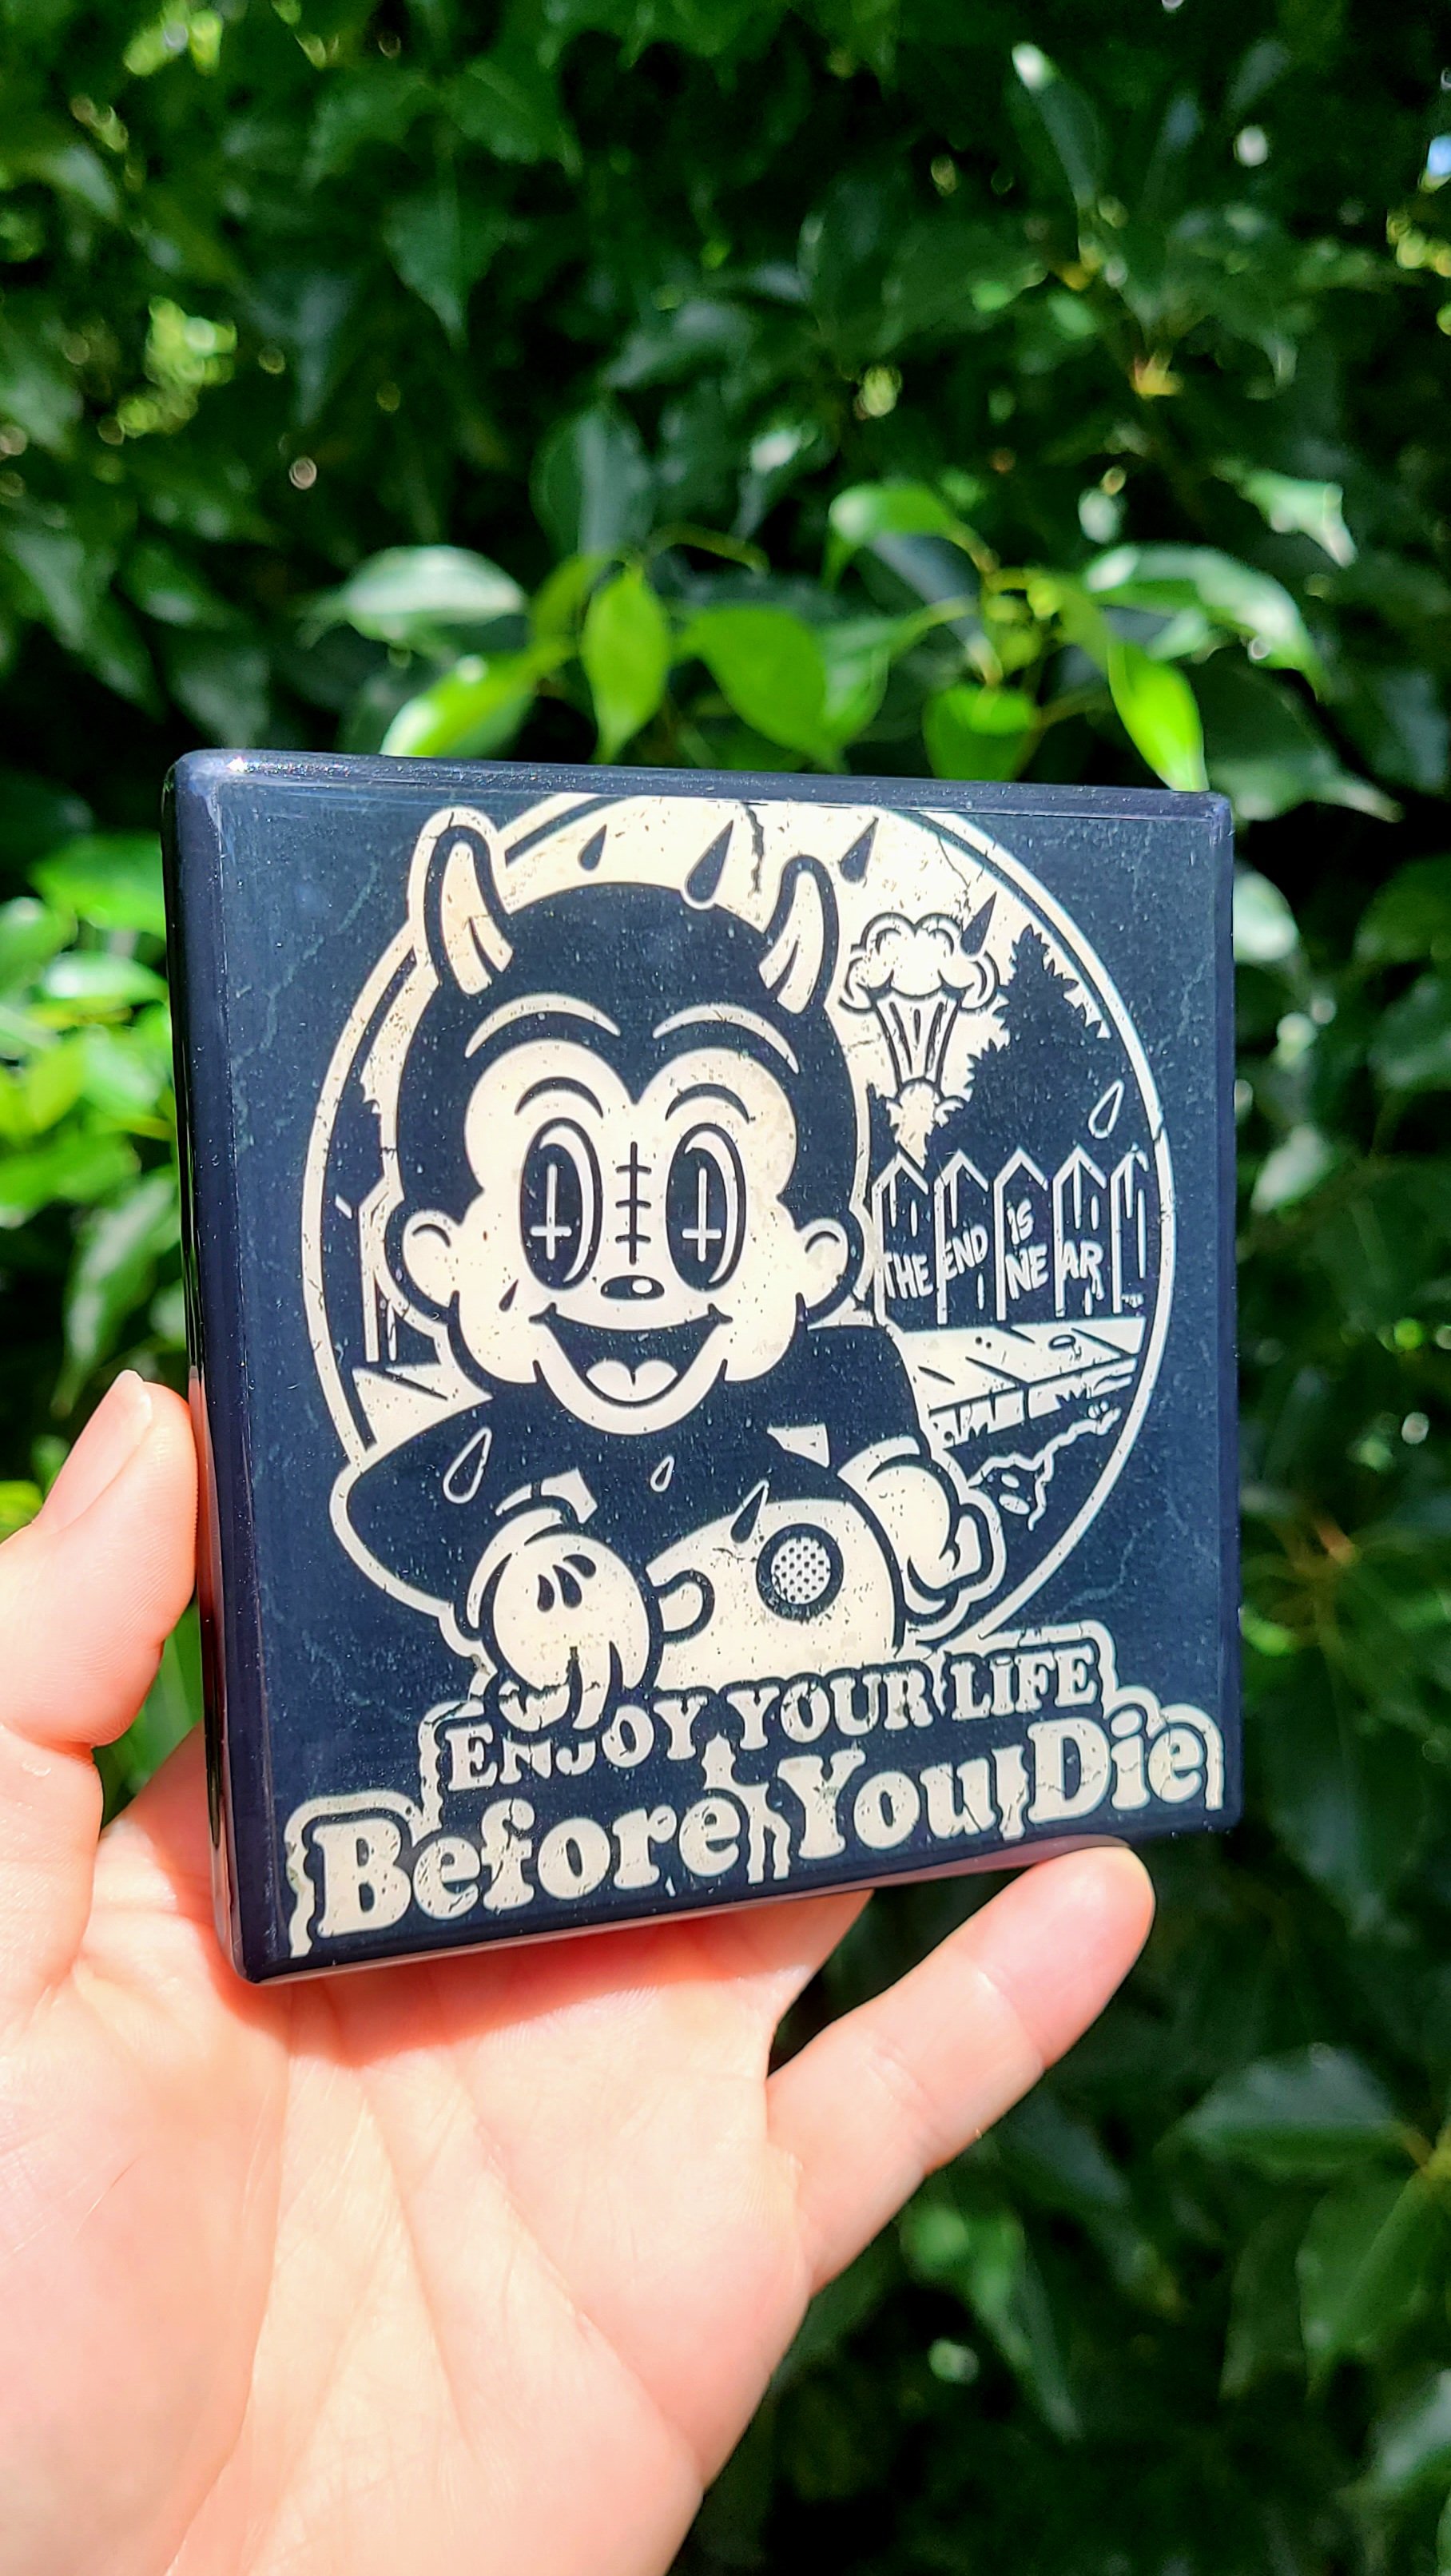 THE END IS NEAR
ENJOY YOUR LIFE
Before You Die